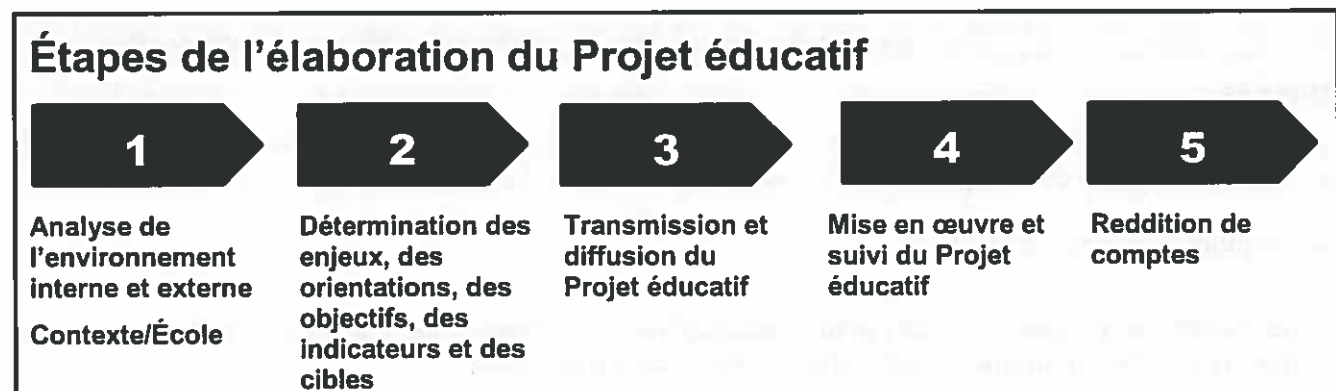 Étapes de l'élaboration du Projet éducatif
1
2
3
4
5
Analyse de
l'environnement
interne et externe
Contexte/École
Détermination des
enjeux, des
orientations, des
objectifs, des
indicateurs et des
cibles
Transmission et
diffusion du
Projet éducatif
Mise en œuvre et
suivi du Projet
éducatif
Reddition de
comptes